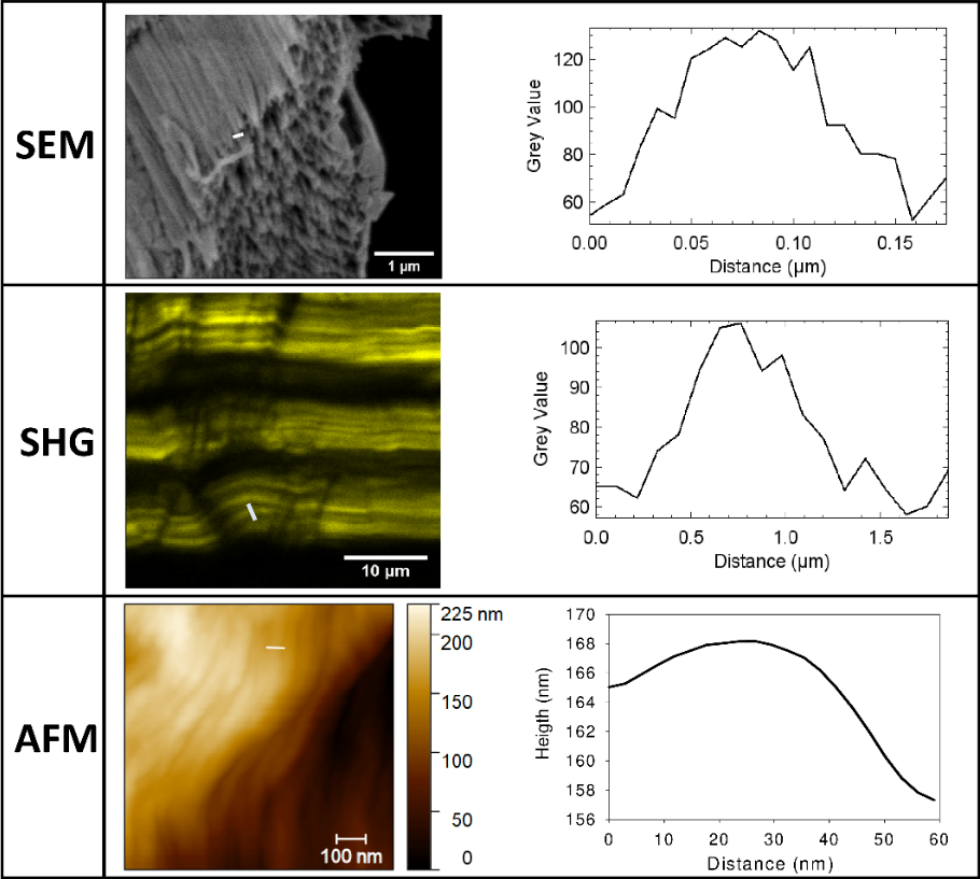 SEM
1 µm
Grey Value
120
100
80
60
0.00 0.05 0.10 0.15
Distance (µm)
SHG
10 µm
Grey Value
100
90
80
70
60
0.0 0.5 1.0 1.5
Distance (µm)
AFM
100 nm
225 nm
200
150
100
50
0
Heigth (nm)
170
168
166
164
162
160
158
156
0 10 20 30 40 50 60
Distance (nm)